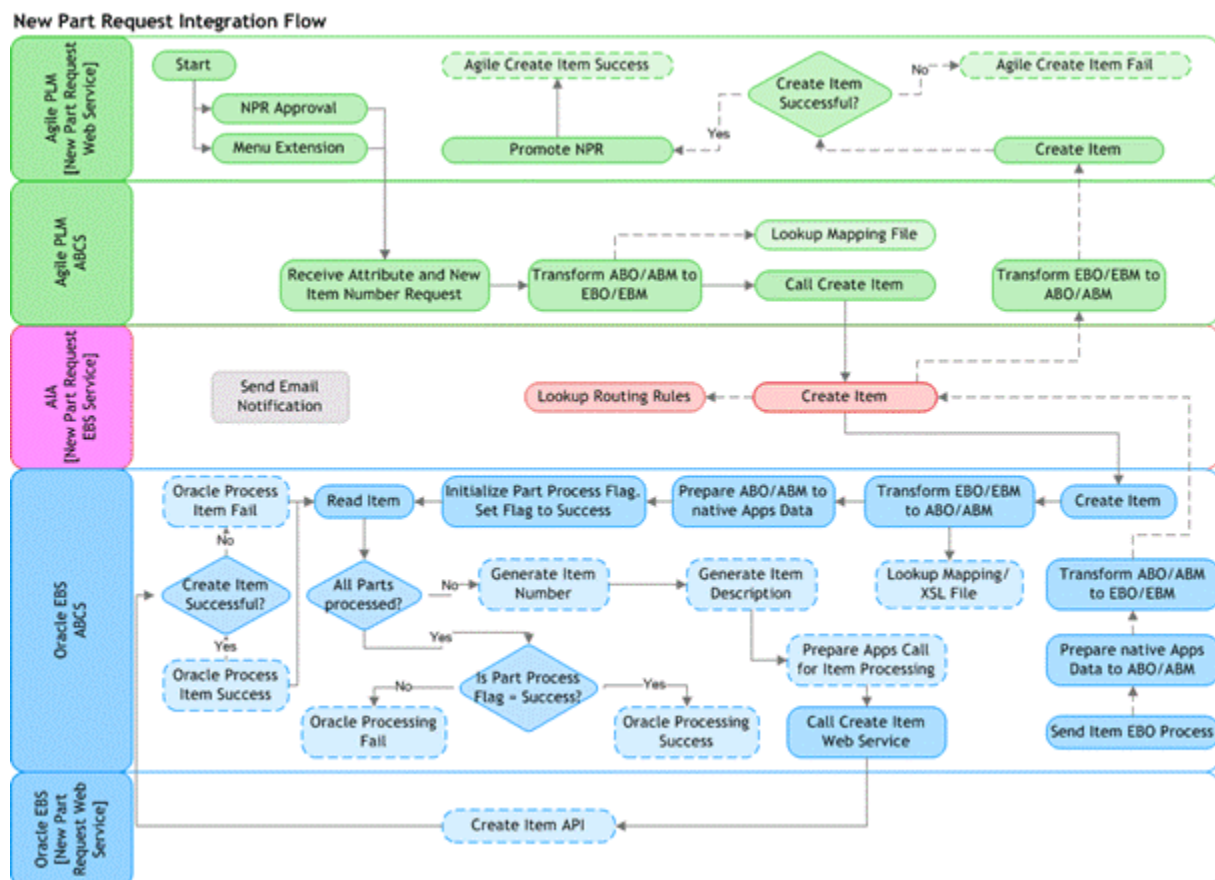 New Part Request Integration Flow
Agile PLM
[New Part Request
Web Service]
Start
NPR Approval
Menu Extension
Agile Create Item Success
Promote NPR
Yes
Create Item
Successful?
No
Agile Create Item Fail
Create Item
Agile PLM
ABCS
Receive Attribute and New
Item Number Request
Transform ABO/ABM to
EBO/EBM
Lookup Mapping File
Call Create Item
Transform EBO/EBM to
ABO/ABM
AIA
[New Part Request
EBS Service]
Send Email
Notification
Lookup Routing Rules
Create Item
Oracle EBS
ABCS
Oracle Process
Item Fail
Read Item
Initialize Part Process Flag.
Set Flag to Success
Prepare ABO/ABM to
native Apps Data
Transform EBO/EBM
to ABO/ABM
Create Item
No
Create Item
Successful?
Yes
Oracle Process
Item Success
All Parts
processed?
No
Generate Item
Number
Generate Item
Description
Lookup Mapping/
XSL File
Transform ABO/ABM
to EBO/EBM
Yes
Is Part Process
Flag = Success?
No
Yes
Oracle Processing
Fail
Oracle Processing
Success
Prepare Apps Call
for Item Processing
Call Create Item
Web Service
Prepare native Apps
Data to ABO/ABM
Send Item EBO Process
Oracle EBS
[New Part
Request Web
Service]
Create Item API